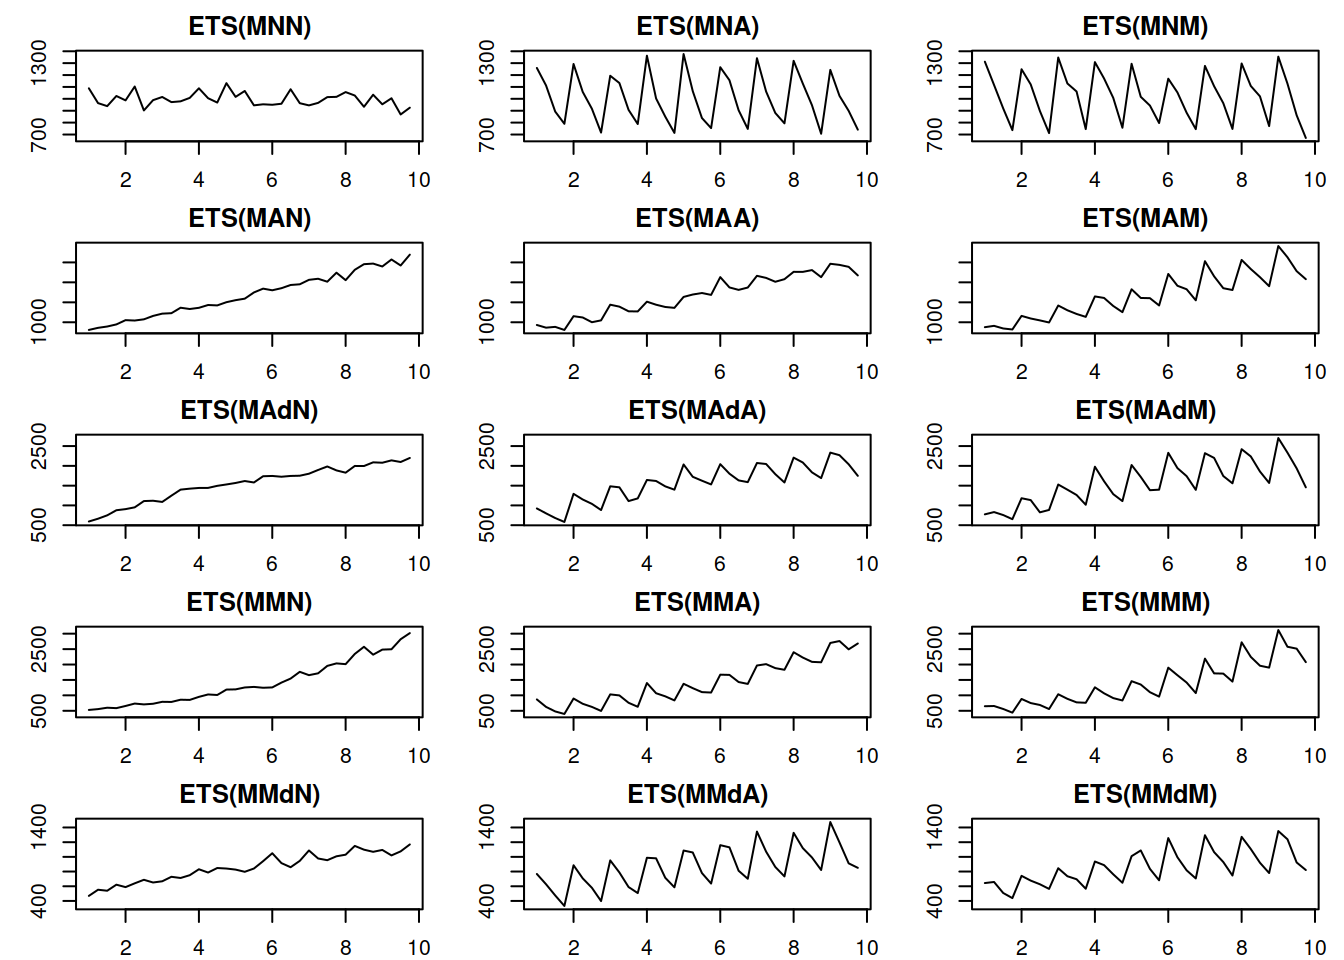 ETS(MNN) ETS(MNA) ETS(MNM)
1300 1300 1300
700 700 700
2 4 6 8 10 2 4 6 8 10 2 4 6 8 10
ETS(MAN) ETS(MAA) ETS(MAM)
1000 1000 1000
2 4 6 8 10 2 4 6 8 10 2 4 6 8 10
ETS(MAdN) ETS(MAdA) ETS(MAdM)
2500 2500 2500
500 500 500
2 4 6 8 10 2 4 6 8 10 2 4 6 8 10
ETS(MMN) ETS(MMA) ETS(MMM)
2500 2500 2500
500 500 500
2 4 6 8 10 2 4 6 8 10 2 4 6 8 10
ETS(MMdN) ETS(MMdA) ETS(MMdM)
1400 1400 1400
400 400 400
2 4 6 8 10 2 4 6 8 10 2 4 6 8 10